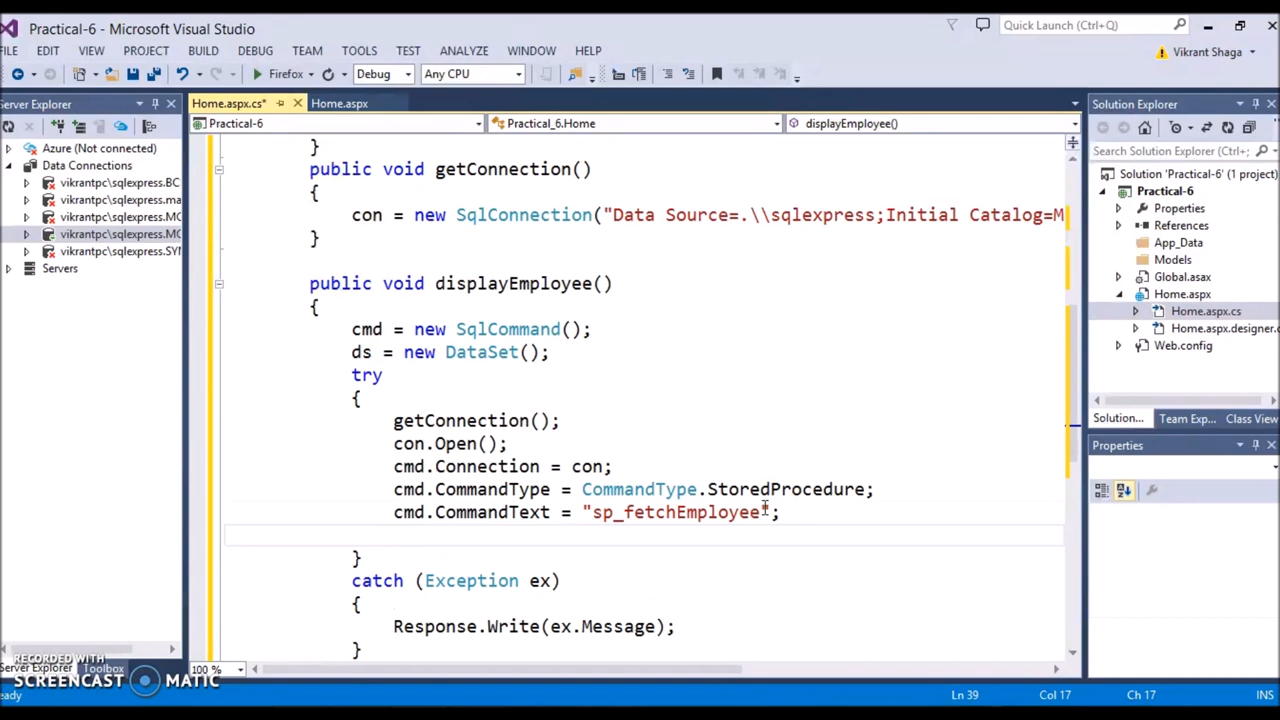 Practical-6 - Microsoft Visual Studio
Quick Launch (Ctrl+Q)
FILE EDIT VIEW PROJECT BUILD DEBUG TEAM TOOLS TEST ANALYZE WINDOW HELP
Vikrant Shaga
Firefox Debug Any CPU
Server Explorer
Home.aspx.cs* Home.aspx
Solution Explorer
Practical-6 Practical_6.Home displayEmployee()
Azure (Not connected)
Data Connections
vikrantpc\sqlexpress.BC
vikrantpc\sqlexpress.ma
vikrantpc\sqlexpress.MC
vikrantpc\sqlexpress.MC
vikrantpc\sqlexpress.SYN
Servers
}
public void getConnection()
{
con = new SqlConnection("Data Source=.\\sqlexpress;Initial Catalog=M
}
public void displayEmployee()
{
cmd = new SqlCommand();
ds = new DataSet();
try
{
getConnection();
con.Open();
cmd.Connection = con;
cmd.CommandType = CommandType.StoredProcedure;
cmd.CommandText = "sp_fetchEmployee";
}
catch (Exception ex)
{
Response.Write(ex.Message);
}
Search Solution Explorer (Ctrl+;)
Solution 'Practical-6' (1 project)
Practical-6
Properties
References
App_Data
Models
Global.asax
Home.aspx
Home.aspx.cs
Home.aspx.designer.
Web.config
Solution... Team Exp... Class View
Properties
100 %
Server Explorer Toolbox
RECORDED WITH
SCREENCAST MATIC
eady
Ln 39 Col 17 Ch 17 INS